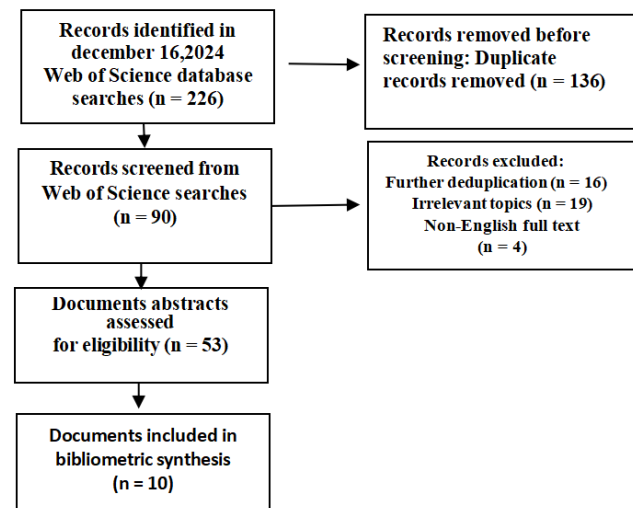 Records identified in
december 16,2024
Web of Science database
searches (n = 226)
Records removed before
screening: Duplicate
records removed (n = 136)
Records screened from
Web of Science searches
(n = 90)
Records excluded:
Further deduplication (n = 16)
Irrelevant topics (n = 19)
Non-English full text
(n = 4)
Documents abstracts
assessed
for eligibility (n = 53)
Documents included in
bibliometric synthesis
(n = 10)